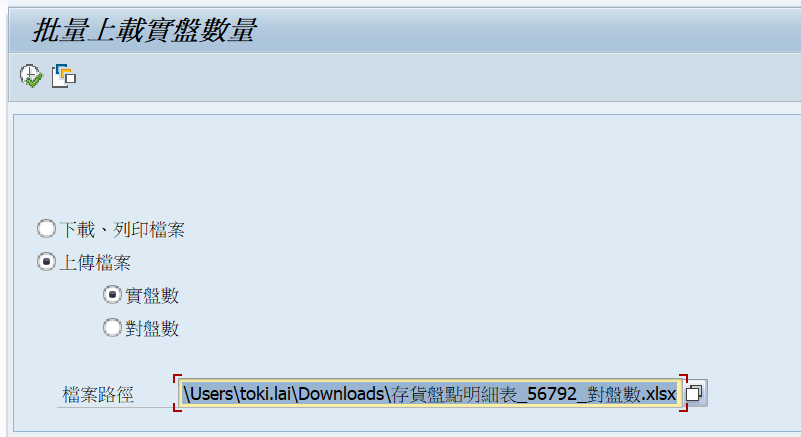 批量上載實盤數量
下載、列印檔案
上傳檔案
實盤數
對盤數
檔案路徑 \Users\toki.lai\Downloads\存貨盤點明細表_56792_對盤數.xlsx